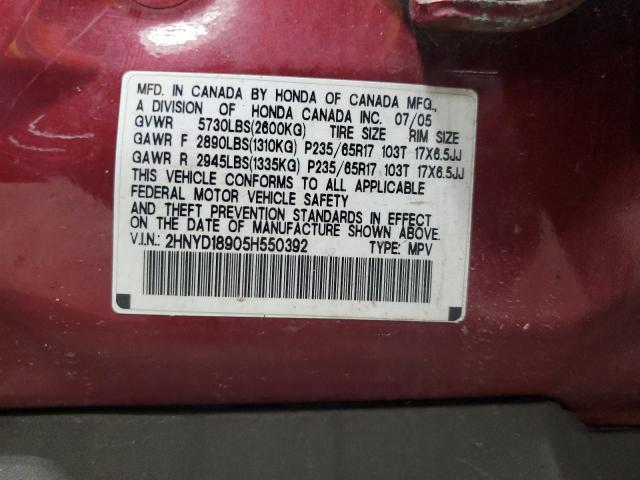 MFD. IN CANADA BY HONDA OF CANADA MFG.,
A DIVISION OF HONDA CANADA INC. 07/05
GVWR 5730LBS(2600KG) TIRE SIZE RIM SIZE
GAWR F 2890LBS(1310KG) P235/65R17 103T 17X6.5JJ
GAWR R 2945LBS(1335KG) P235/65R17 103T 17X6.5JJ
THIS VEHICLE CONFORMS TO ALL APPLICABLE
FEDERAL MOTOR VEHICLE SAFETY
AND THEFT PREVENTION STANDARDS IN EFFECT
ON THE DATE OF MANUFACTURE SHOWN ABOVE.
V.I.N.: 2HNYD18905H550392 TYPE: MPV